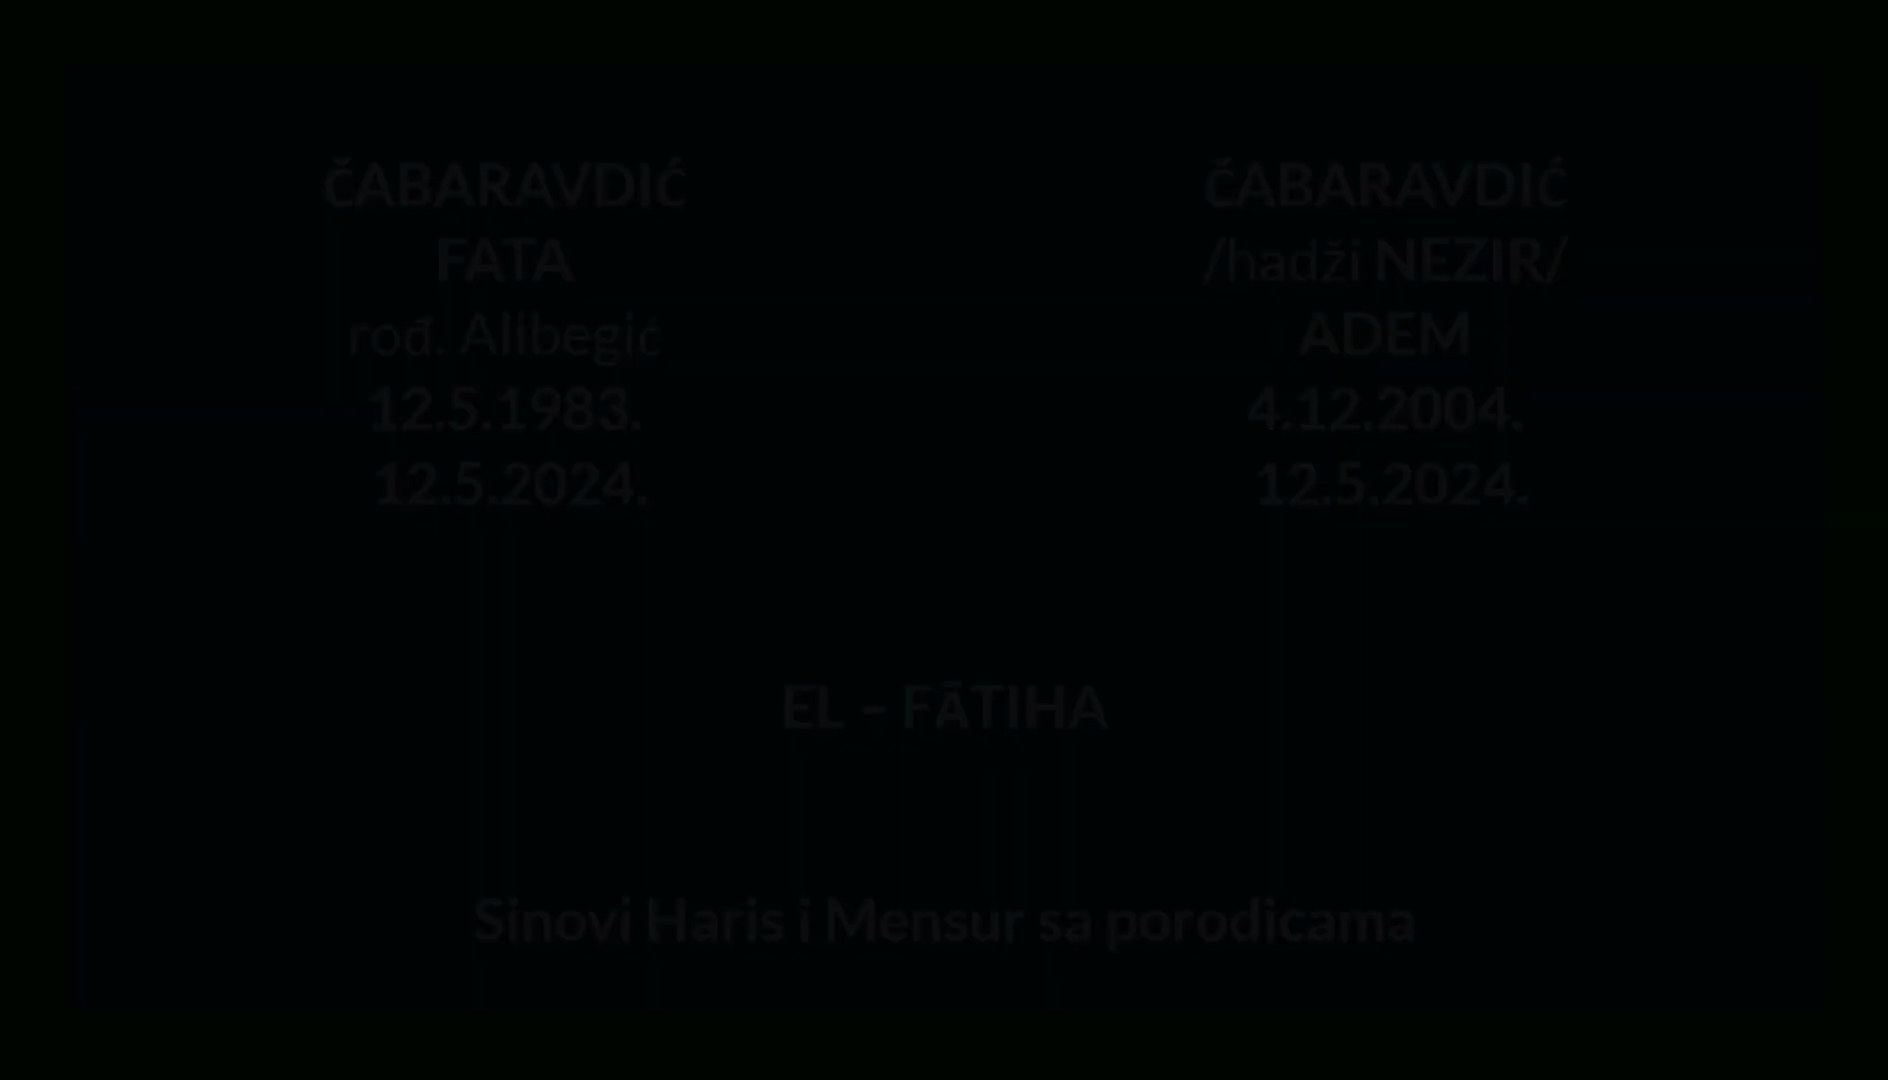 ČABARAVDIĆ
FATA
rođ. Alibegić
12.5.1983.
12.5.2024.
ČABARAVDIĆ
/hadži NEZIR/
ADEM
4.12.2004.
12.5.2024.
EL – FĀTIHA
Sinovi Haris i Mensur sa porodicama